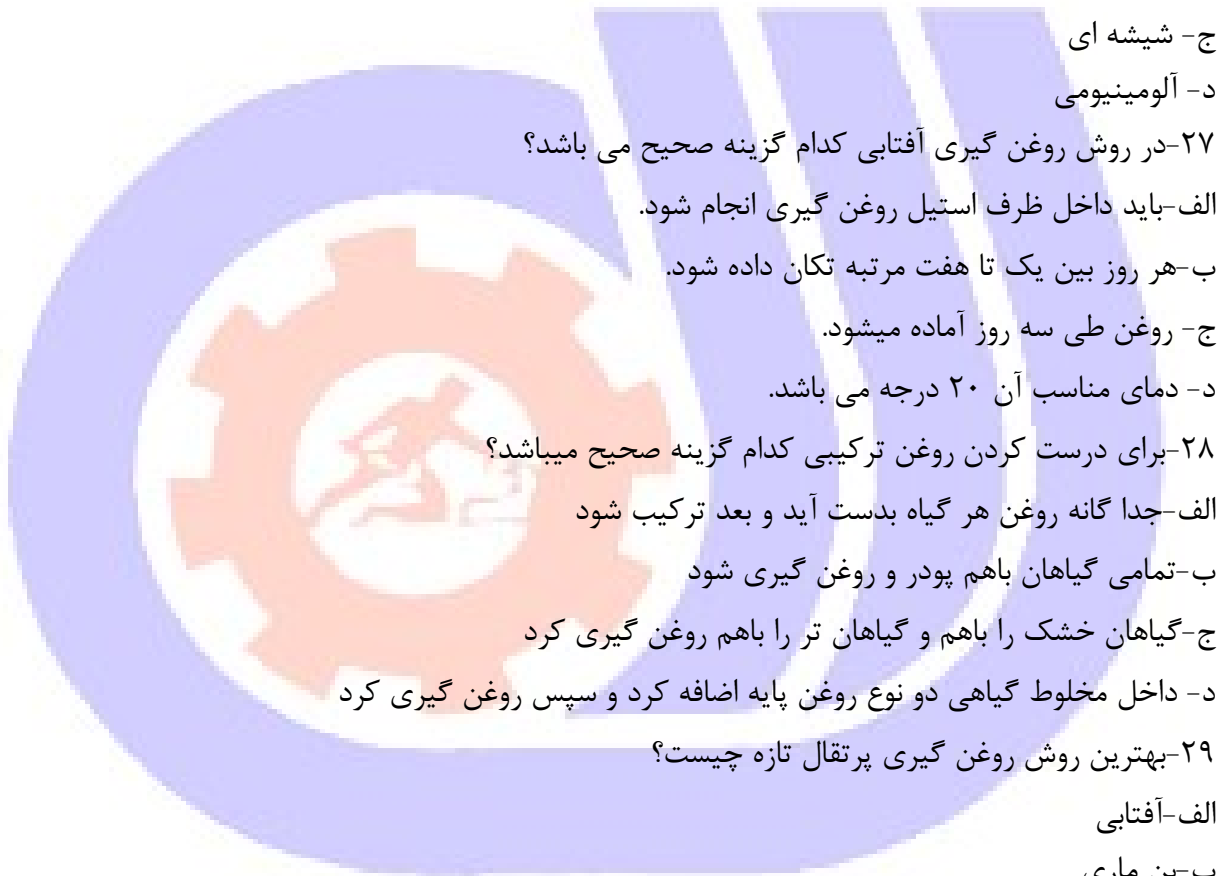 ج- شیشه ای
د- آلومینیومی
۲۷-در روش روغن گیری آفتابی کدام گزینه صحیح می باشد؟
الف-باید داخل ظرف استیل روغن گیری انجام شود.
ب-هر روز بین یک تا هفت مرتبه تکان داده شود.
ج- روغن طی سه روز آماده میشود.
د- دمای مناسب آن ۲۰ درجه می باشد.
۲۸-برای درست کردن روغن ترکیبی کدام گزینه صحیح میباشد؟
الف-جدا گانه روغن هر گیاه بدست آید و بعد ترکیب شود
ب-تمامی گیاهان باهم پودر و روغن گیری شود
ج-گیاهان خشک را باهم و گیاهان تر را باهم روغن گیری کرد
د- داخل مخلوط گیاهی دو نوع روغن پایه اضافه کرد و سپس روغن گیری کرد
۲۹-بهترین روش روغن گیری پرتقال تازه چیست؟
الف-آفتابی
ب-بن ماری